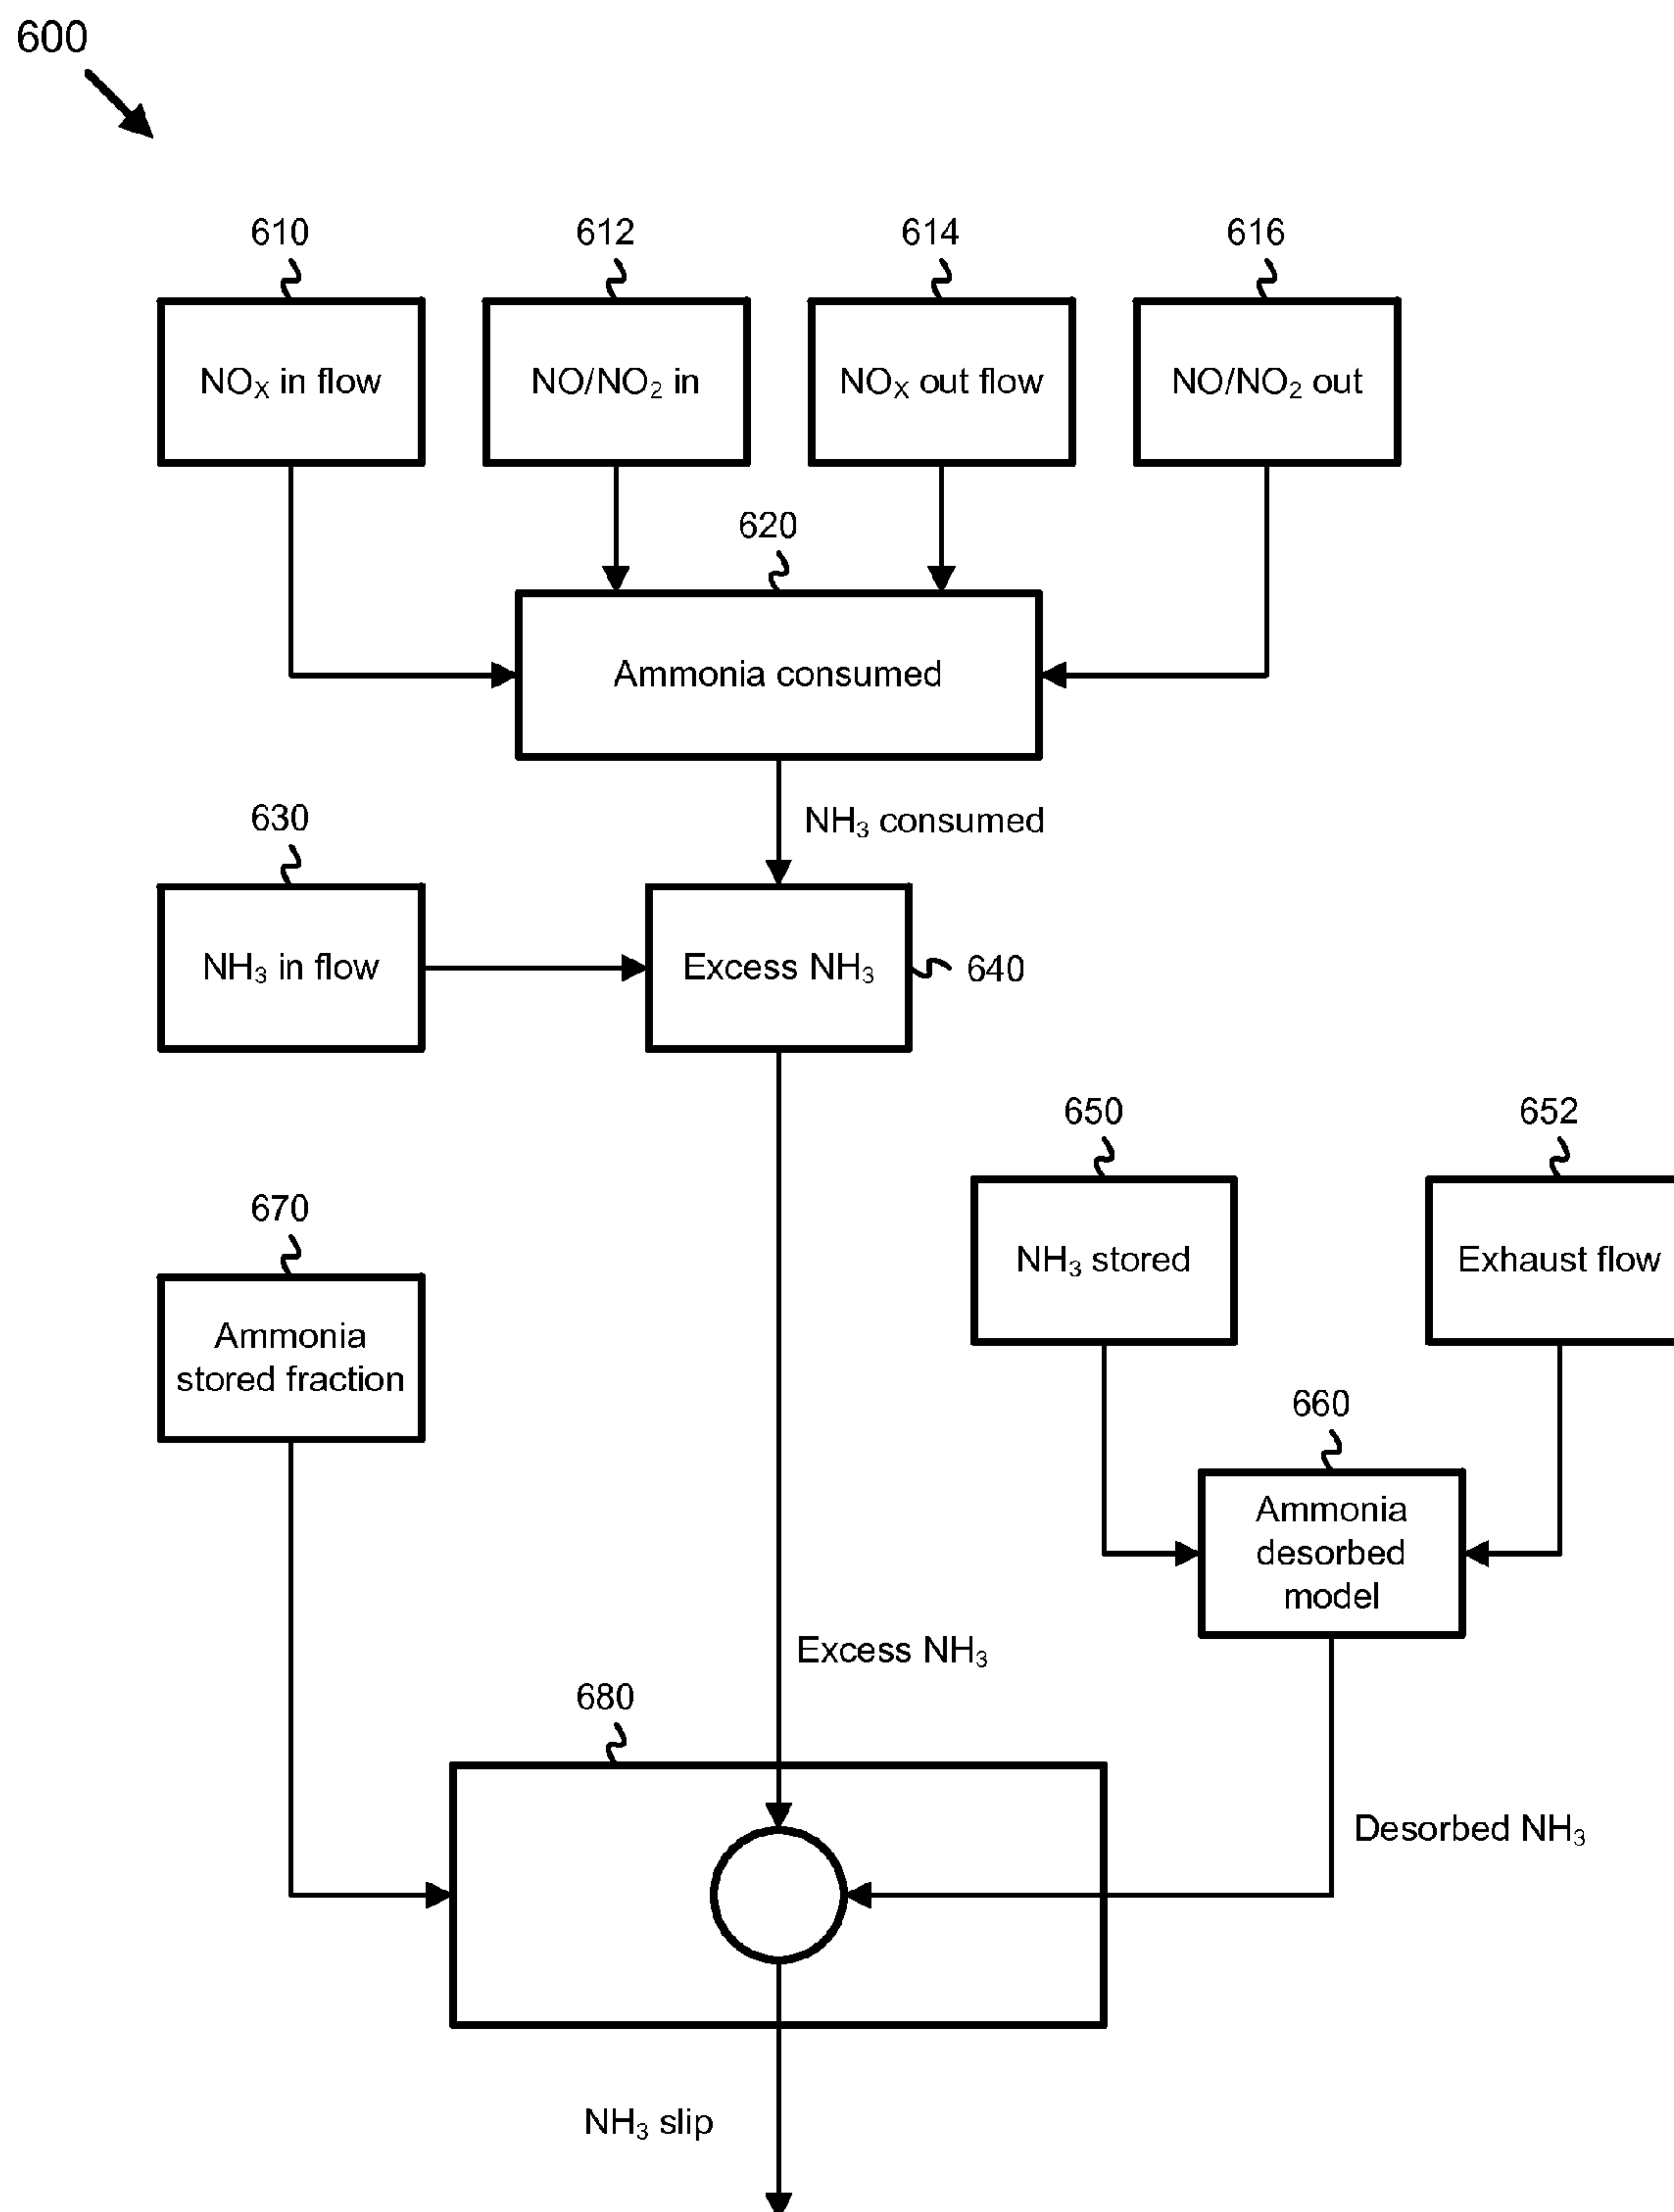 600
610
612
614
616
NOX in flow
NO/NO2 in
NOX out flow
NO/NO2 out
620
Ammonia consumed
NH3 consumed
630
NH3 in flow
Excess NH3
640
650
652
NH3 stored
Exhaust flow
670
Ammonia
stored fraction
660
Ammonia
desorbed
model
Excess NH3
680
Desorbed NH3
NH3 slip